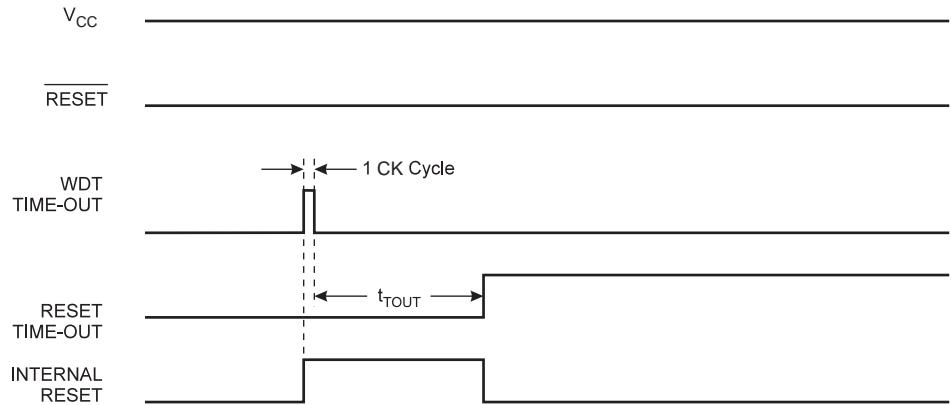 VCC
RESET
1 CK Cycle
WDT
TIME-OUT
tTOUT
RESET
TIME-OUT
INTERNAL
RESET